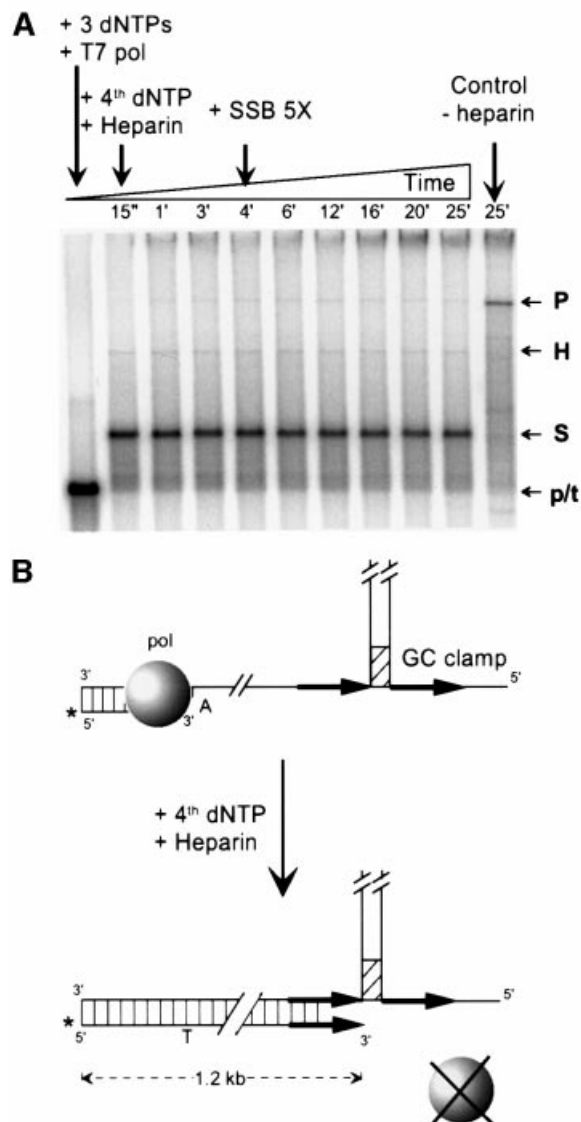 A
+ 3 dNTPs
+ T7 pol
+ 4th dNTP
+ Heparin
+ SSB 5X
Control
- heparin
Time
15" 1' 3' 4' 6' 12' 16' 20' 25' 25'
← P
← H
← S
← p/t
B
pol
GC clamp
3'
5'
A
* 5'
3'
+ 4th dNTP
+ Heparin
3'
5'
* 5'
T
3'
1.2 kb